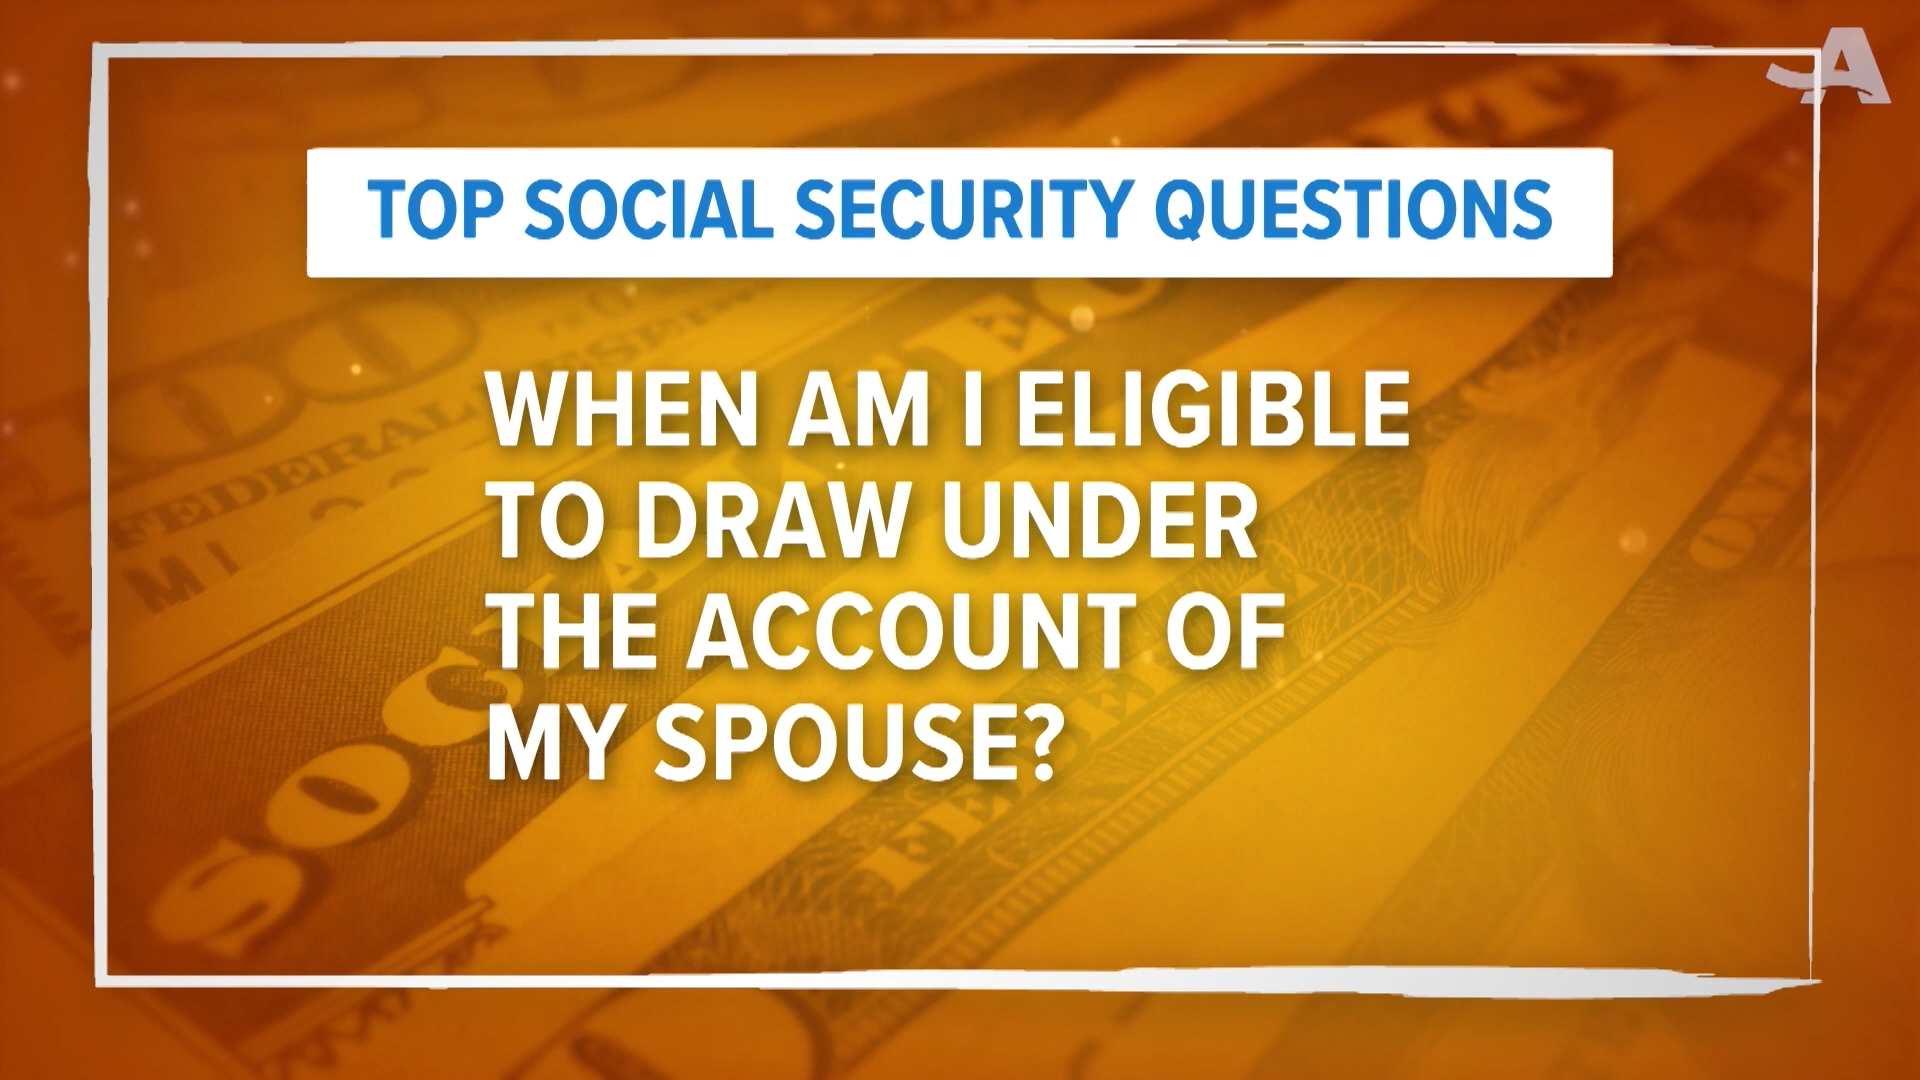 TOP SOCIAL SECURITY QUESTIONS
WHEN AM I ELIGIBLE
TO DRAW UNDER
THE ACCOUNT OF
MY SPOUSE?